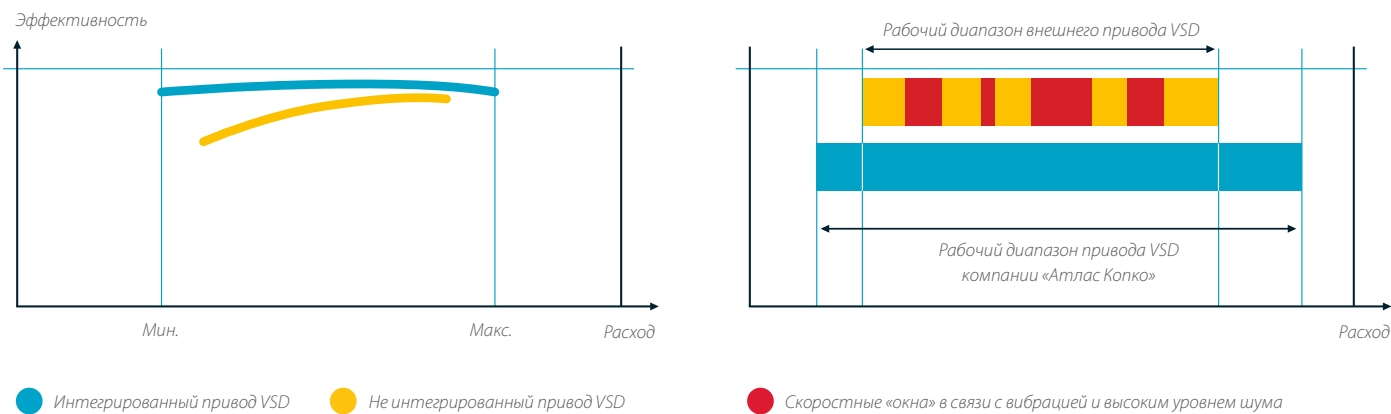 Эффективность
Мин.
Макс.
Расход
Рабочий диапазон внешнего привода VSD
Рабочий диапазон привода VSD
компании «Атлас Копко»
Расход
Интегрированный привод VSD
Не интегрированный привод VSD
Скоростные «окна» в связи с вибрацией и высоким уровнем шума